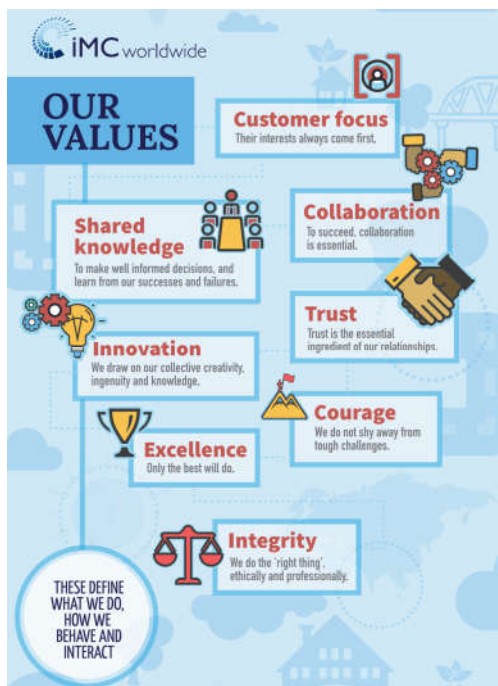 iMC worldwide
OUR
VALUES
Customer focus
Their interests always come first.
Collaboration
To succeed, collaboration
is essential.
Shared
knowledge
To make well informed decisions, and
learn from our successes and failures.
Trust
Trust is the essential
ingredient of our relationships.
Innovation
We draw on our collective creativity,
ingenuity and knowledge.
Courage
We do not shy away from
tough challenges.
Excellence
Only the best will do.
Integrity
We do the ‘right thing’,
ethically and professionally.
THESE DEFINE
WHAT WE DO,
HOW WE
BEHAVE AND
INTERACT